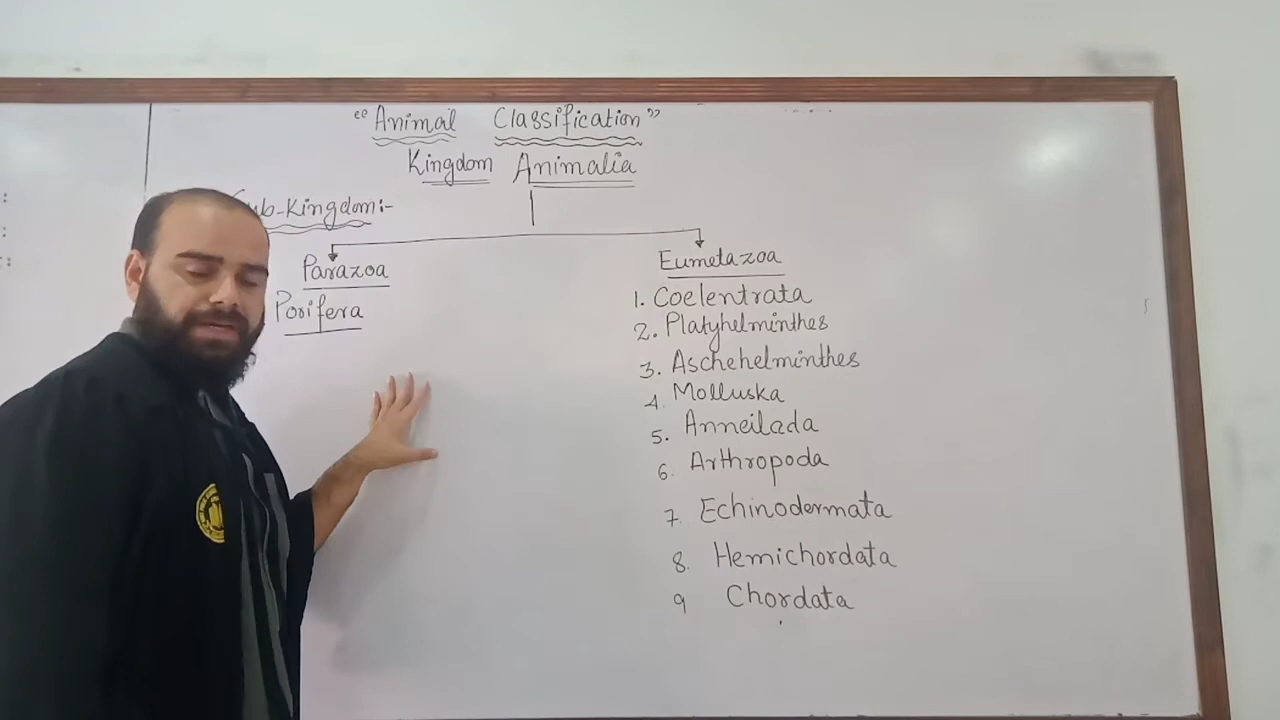 “Animal Classification”
Kingdom Animalia
Sub-Kingdom:-
Parazoa
Porifera
Eumetazoa
1. Coelentrata
2. Platyhelminthes
3. Aschehelminthes
4. Molluska
5. Anneilada
6. Arthropoda
7. Echinodermata
8. Hemichordata
9 Chordata